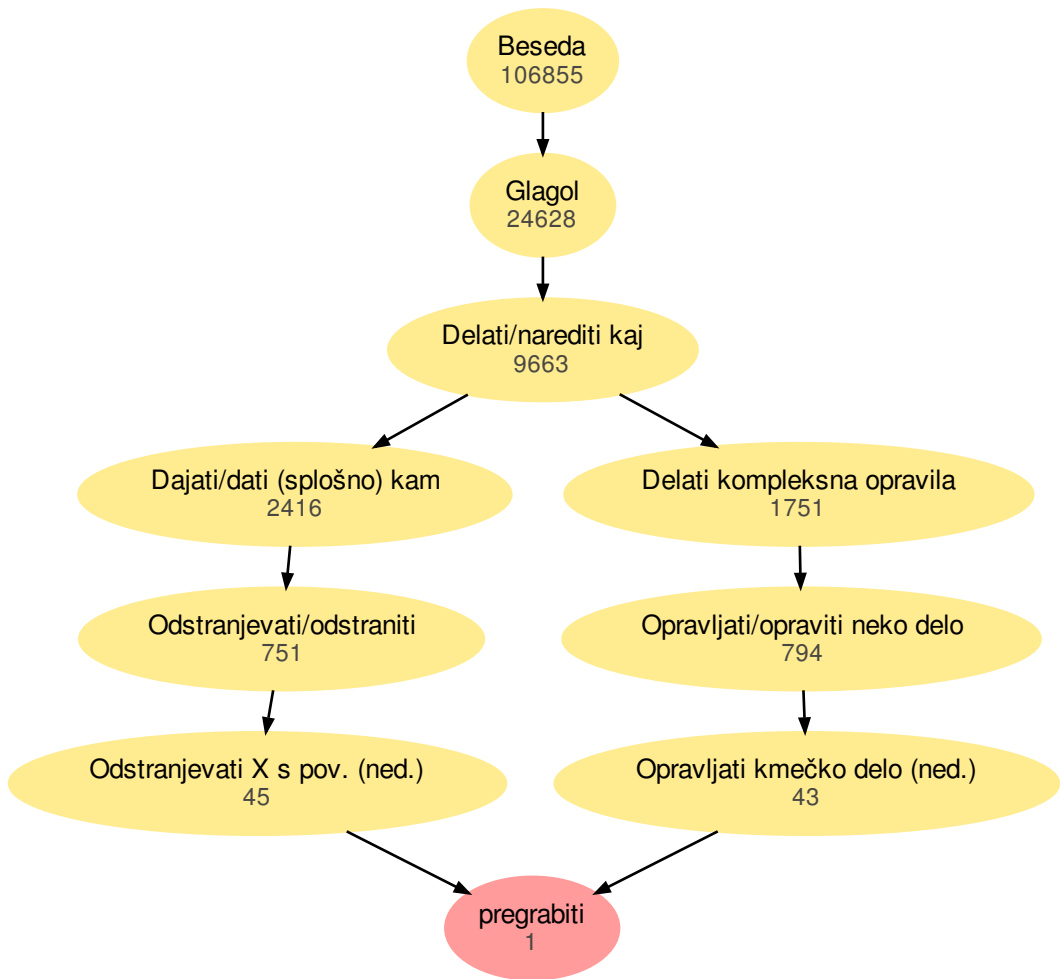 Beseda
106855
Glagol
24628
Delati/narediti kaj
9663
Dajati/dati (splošno) kam
2416
Delati kompleksna opravila
1751
Odstranjevati/odstraniti
751
Opravljati/opraviti neko delo
794
Odstranjevati X s pov. (ned.)
45
Opravljati kmečko delo (ned.)
43
pregrabiti
1